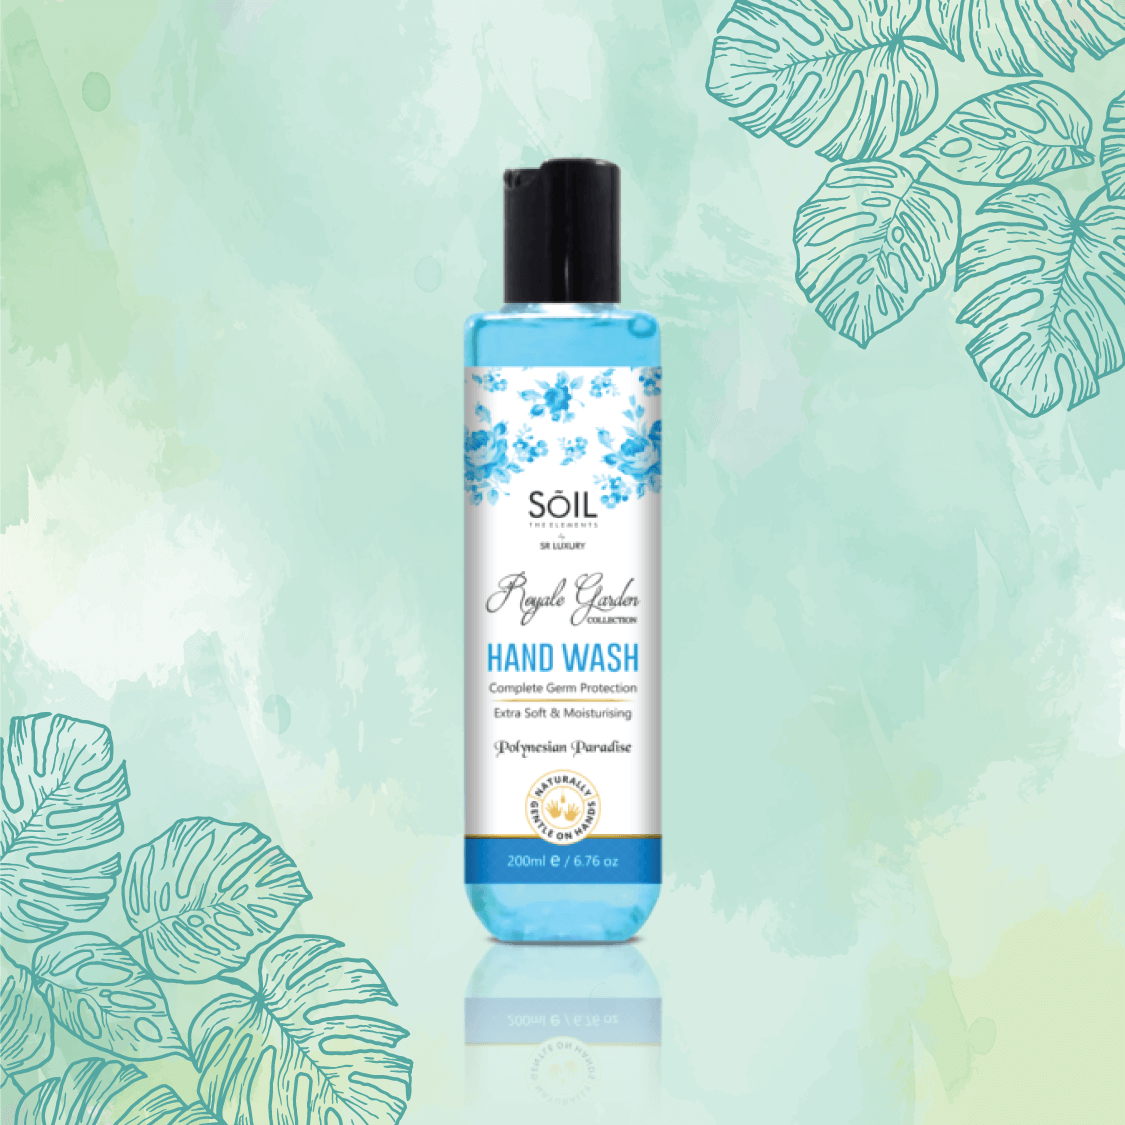 SÕIL
THE ELEMENTS
by
SR LUXURY
Royale Garden
COLLECTION
HAND WASH
Complete Germ Protection
Extra Soft & Moisturising
Polynesian Paradise
NATURALLY
GENTLE ON HANDS
200ml e / 6.76 oz